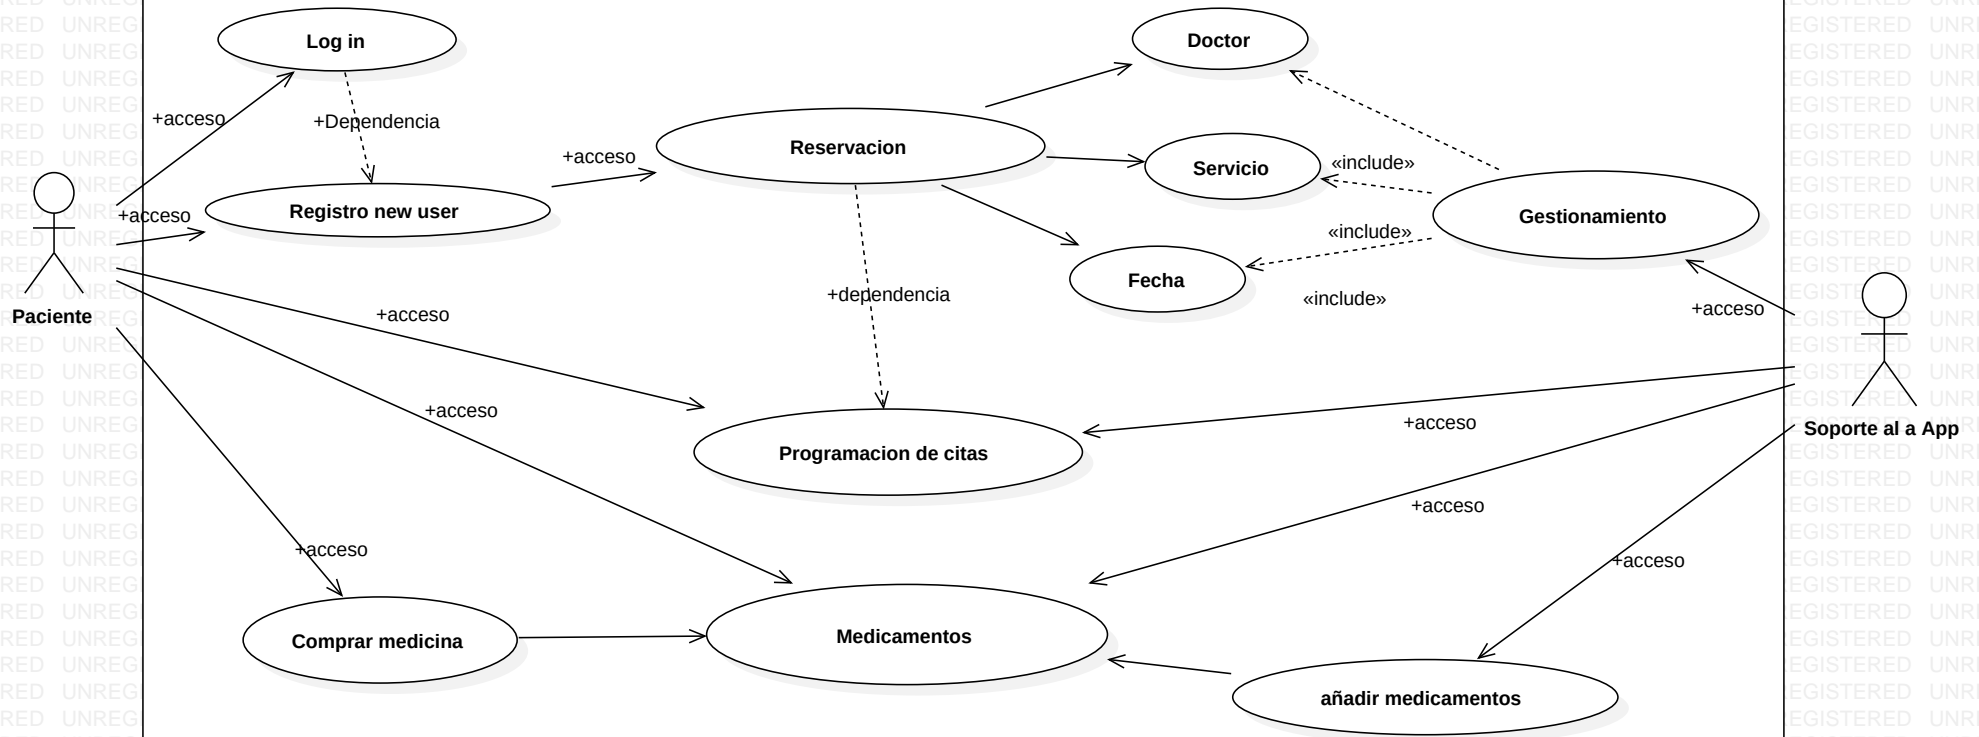 Log in
Doctor
+acceso
+Dependencia
+acceso
Reservacion
Servicio
«include»
+acceso
Registro new user
Gestionamiento
«include»
Fecha
+dependencia
«include»
+acceso
Paciente
+acceso
+acceso
+acceso
Soporte al a App
Programacion de citas
+acceso
+acceso
+acceso
Comprar medicina
Medicamentos
añadir medicamentos
UNREGISTERED